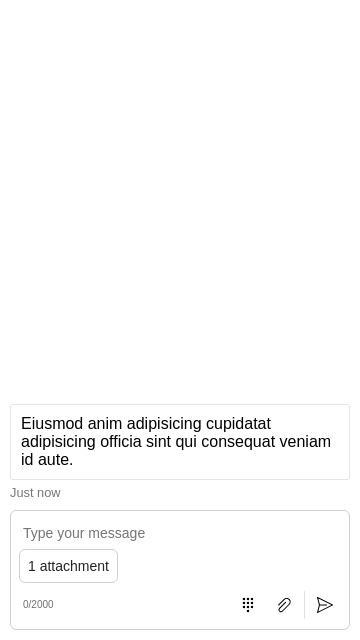 Eiusmod anim adipisicing cupidatat
adipisicing officia sint qui consequat veniam
id aute.
Just now
Type your message
1 attachment
0/2000